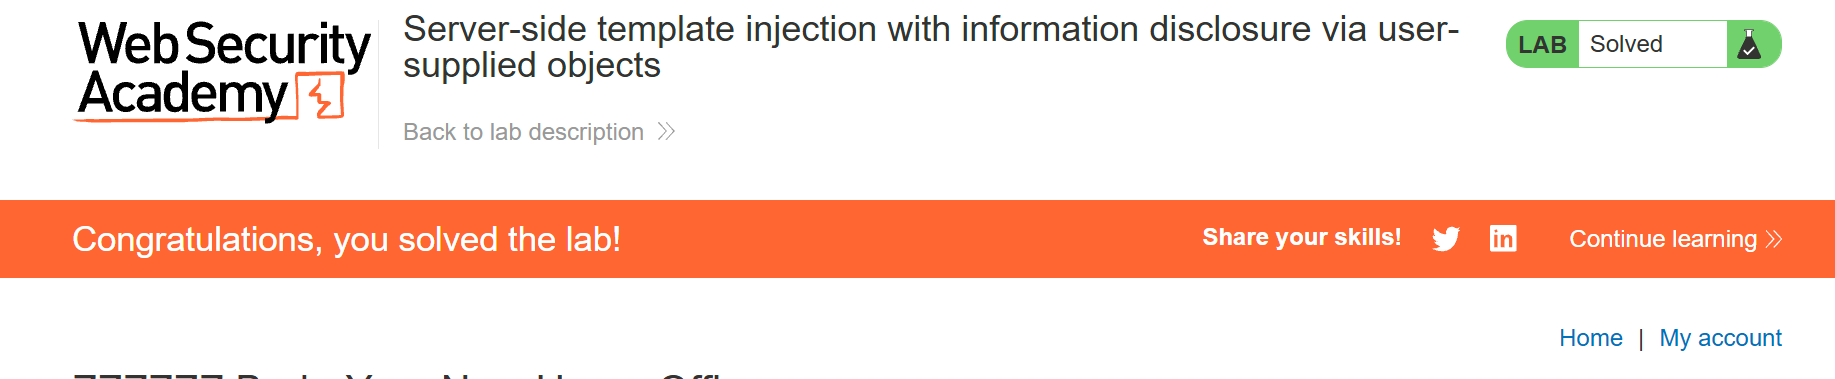 Web Security
Academy
Server-side template injection with information disclosure via user-
supplied objects
LAB Solved
Back to lab description
Congratulations, you solved the lab!
Share your skills!
Continue learning
Home | My account